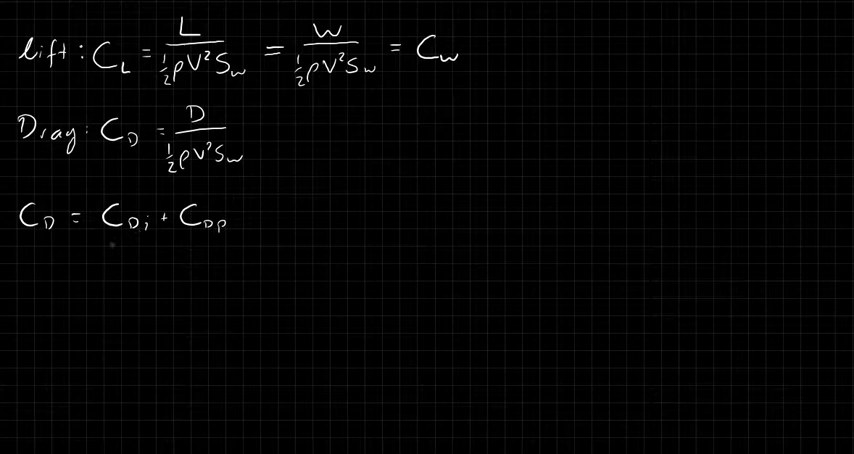 lift: C_L = L / (½ρV²S_w) = W / (½ρV²S_w) = C_w
Drag: C_D = D / (½ρV²S_w)
C_D = C_Di + C_Dp